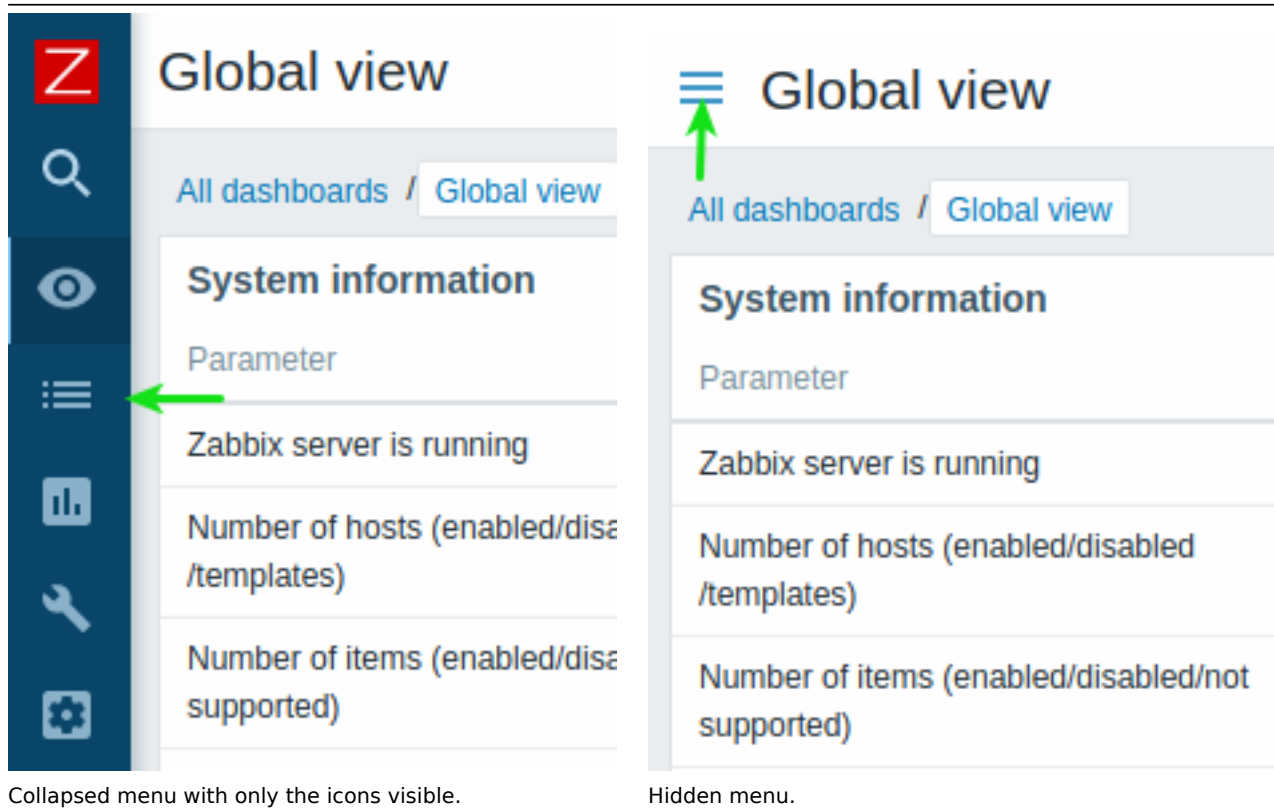 Z
Global view
All dashboards / Global view
System information
Parameter
Zabbix server is running
Number of hosts (enabled/disa
/templates)
Number of items (enabled/disa
supported)
Collapsed menu with only the icons visible.
Global view
All dashboards / Global view
System information
Parameter
Zabbix server is running
Number of hosts (enabled/disabled
/templates)
Number of items (enabled/disabled/not
supported)
Hidden menu.